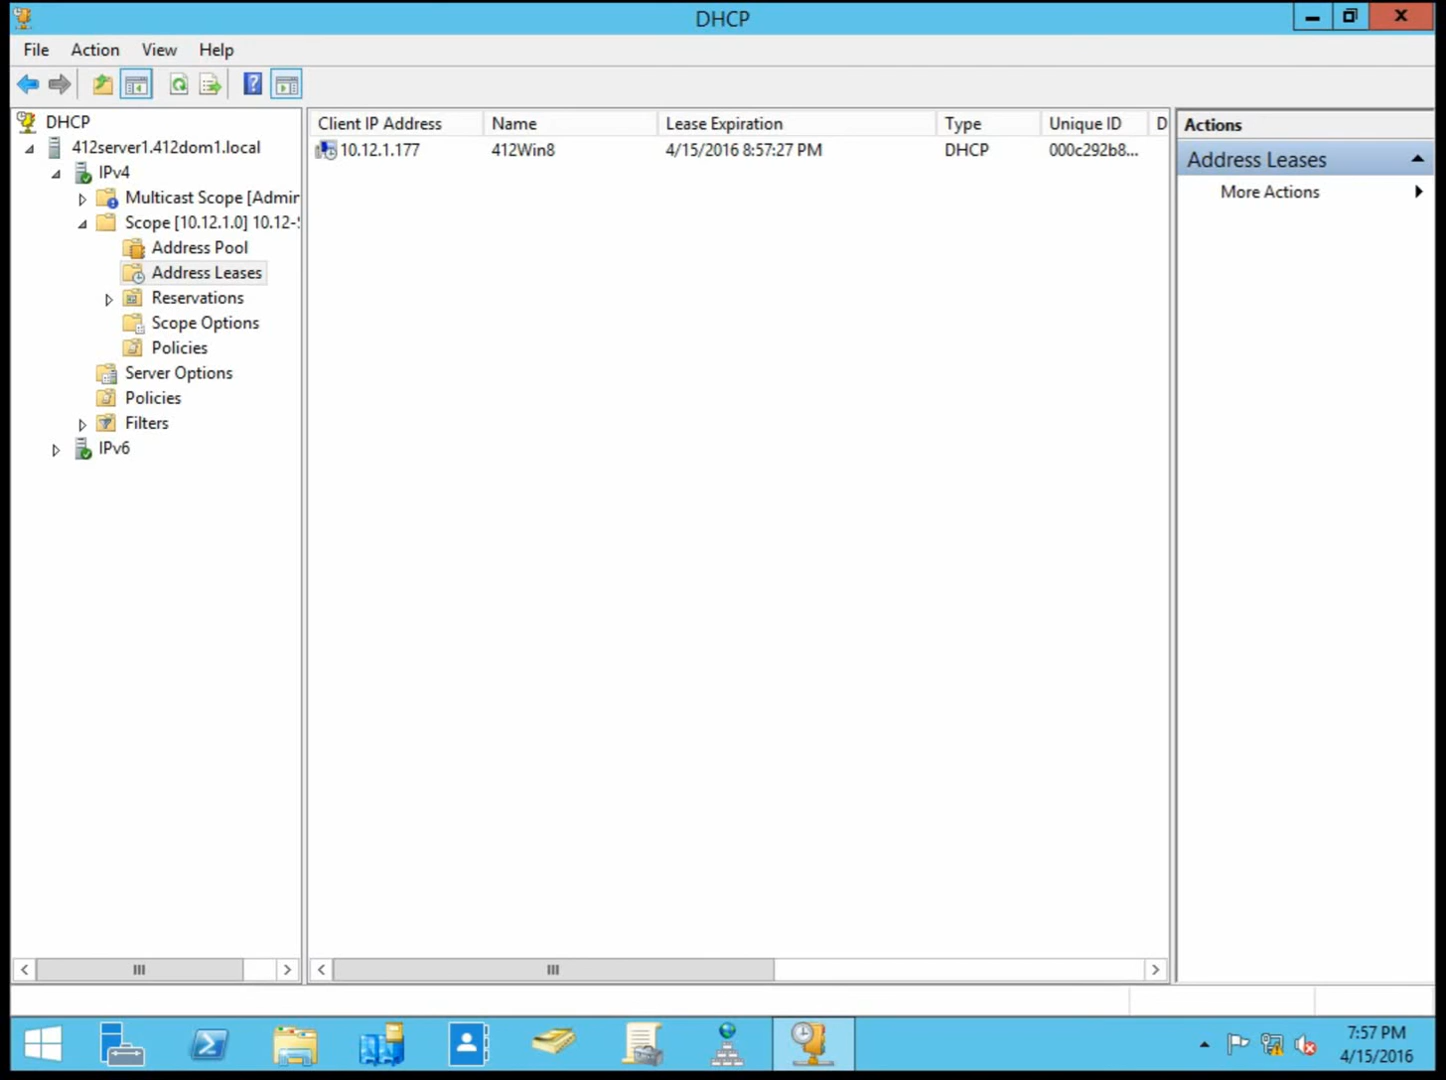 DHCP
File Action View Help
DHCP
412server1.412dom1.local
IPv4
Multicast Scope [Admir
Scope [10.12.1.0] 10.12-
Address Pool
Address Leases
Reservations
Scope Options
Policies
Server Options
Policies
Filters
IPv6
Client IP Address Name Lease Expiration Type Unique ID D
10.12.1.177 412Win8 4/15/2016 8:57:27 PM DHCP 000c292b8...
Actions
Address Leases
More Actions
7:57 PM
4/15/2016